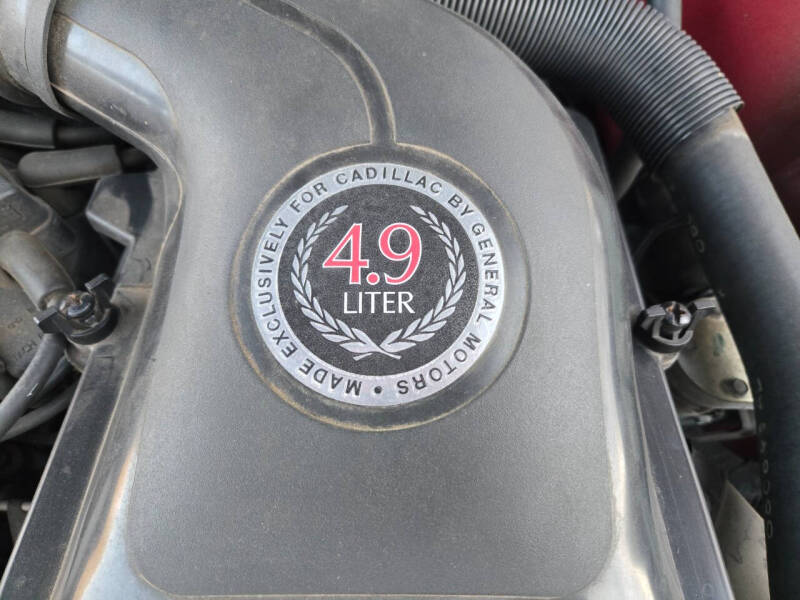 MADE EXCLUSIVELY FOR CADILLAC BY GENERAL MOTORS •
4.9
LITER